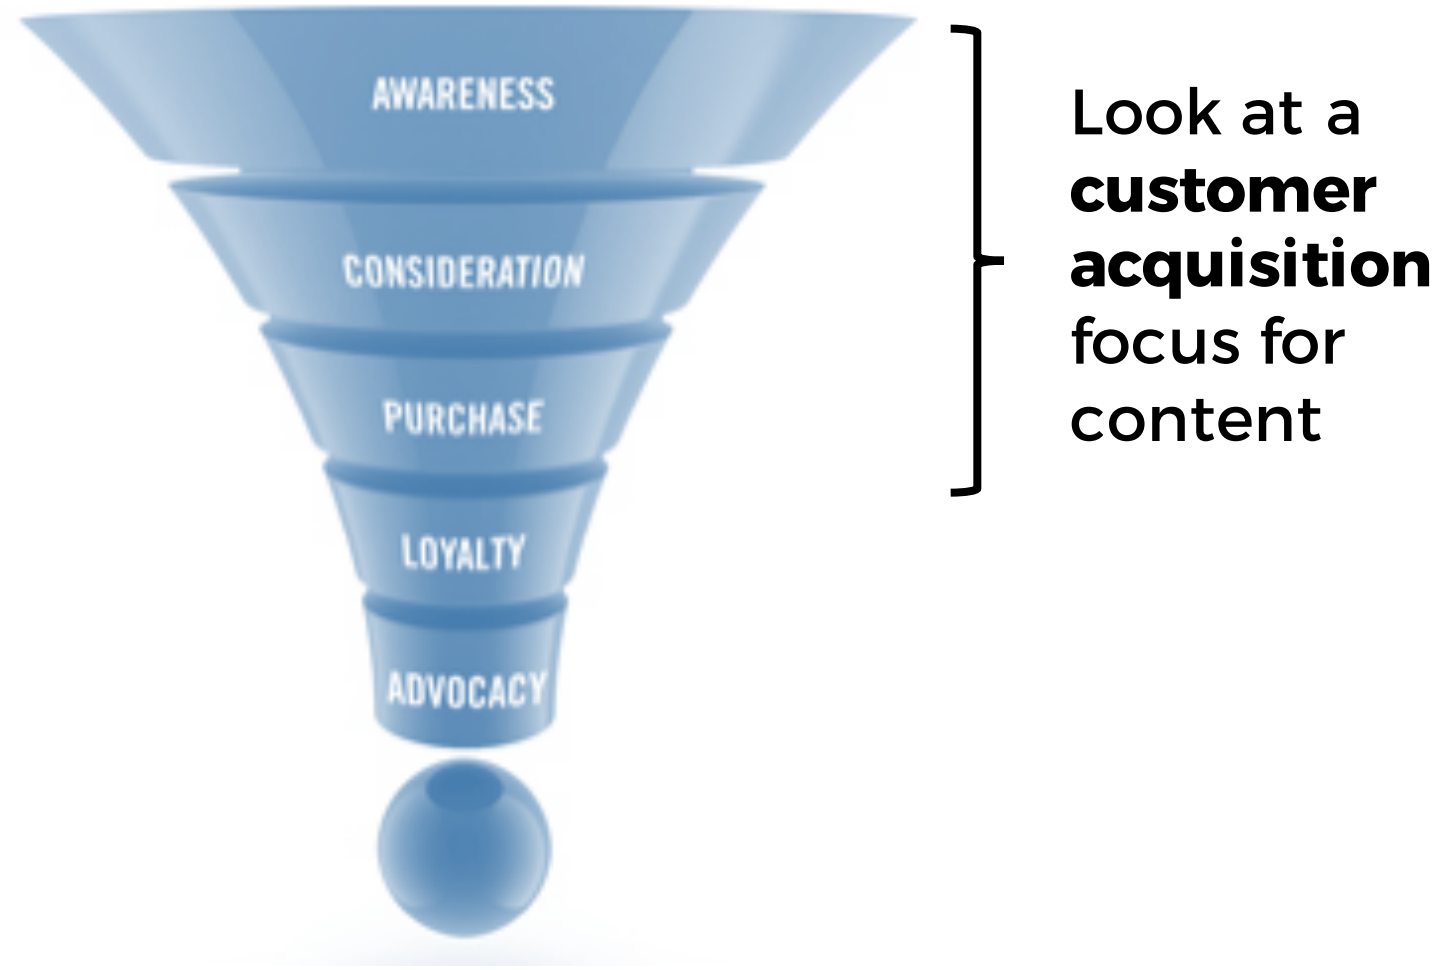 AWARENESS
CONSIDERATION
PURCHASE
LOYALTY
ADVOCACY
Look at a
customer
acquisition
focus for
content